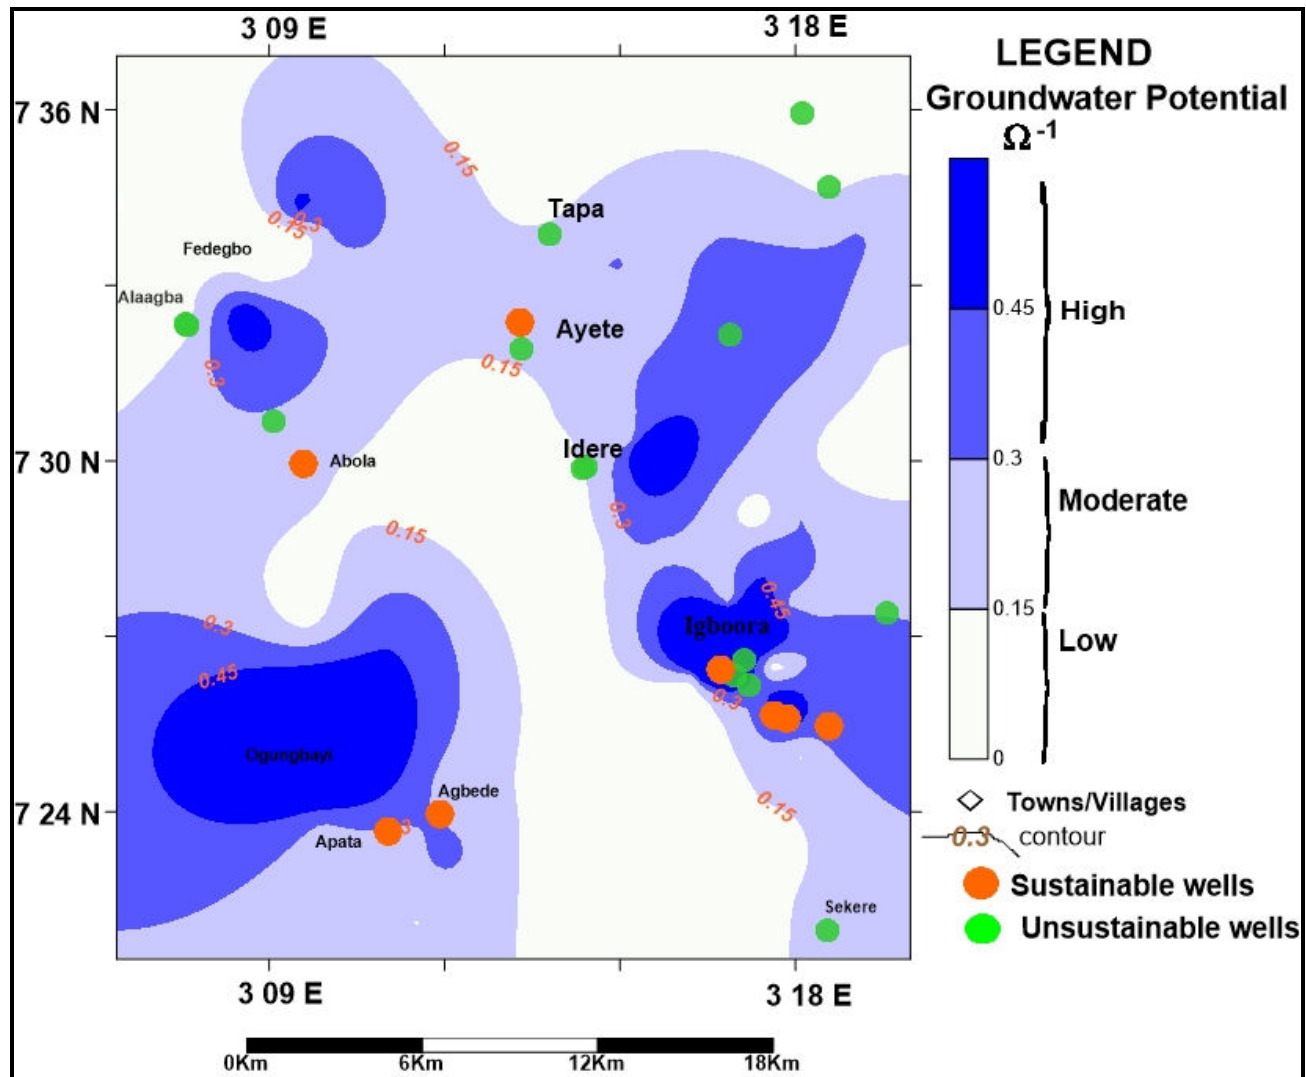 3 09 E
3 18 E
LEGEND
Groundwater Potential
Ω -1
7 36 N
0.15
Tapa
0.15
0.3
Fedegbo
Alaagba
Ayete
0.45
High
0.15
0.3
Idere
7 30 N
Abola
0.3
Moderate
0.3
0.15
0.45
0.15
Igboora
Low
0.3
0.45
0.3
Ogungbayi
0
Agbede
0.15
Towns/Villages
7 24 N
3
Apata
0.3
contour
Sustainable wells
Sekere
Unsustainable wells
3 09 E
3 18 E
0Km
6Km
12Km
18Km